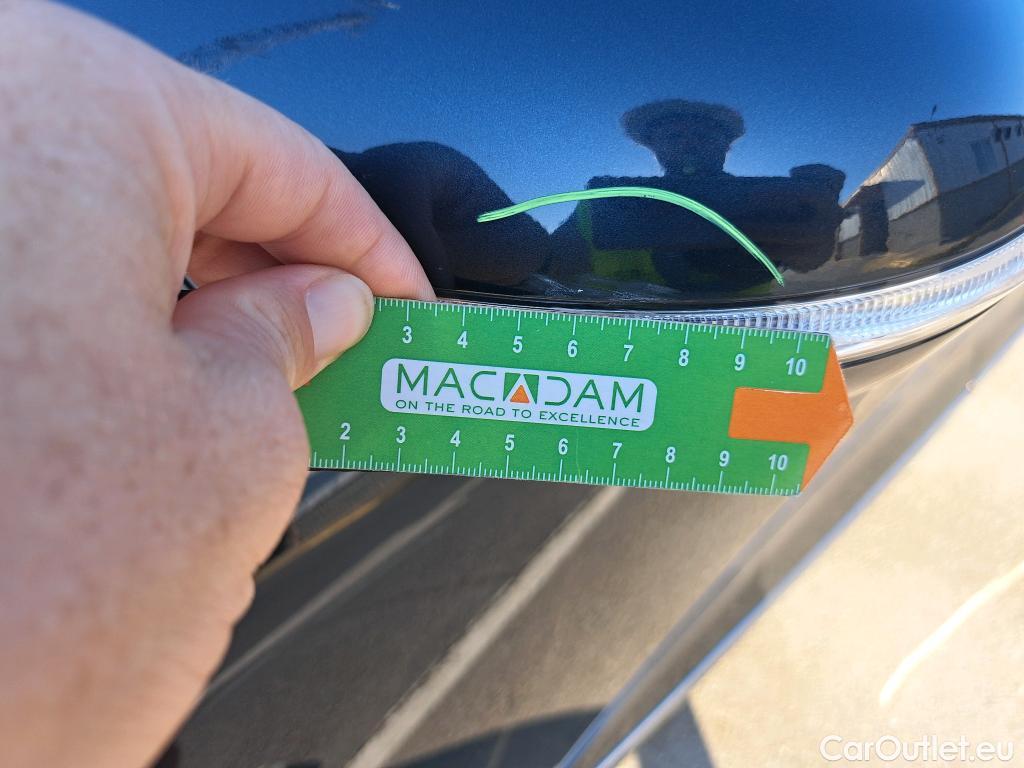 3 4 5 6 7 8 9 10
MACADAM
ON THE ROAD TO EXCELLENCE
2 3 4 5 6 7 8 9 10
CarOutlet.eu